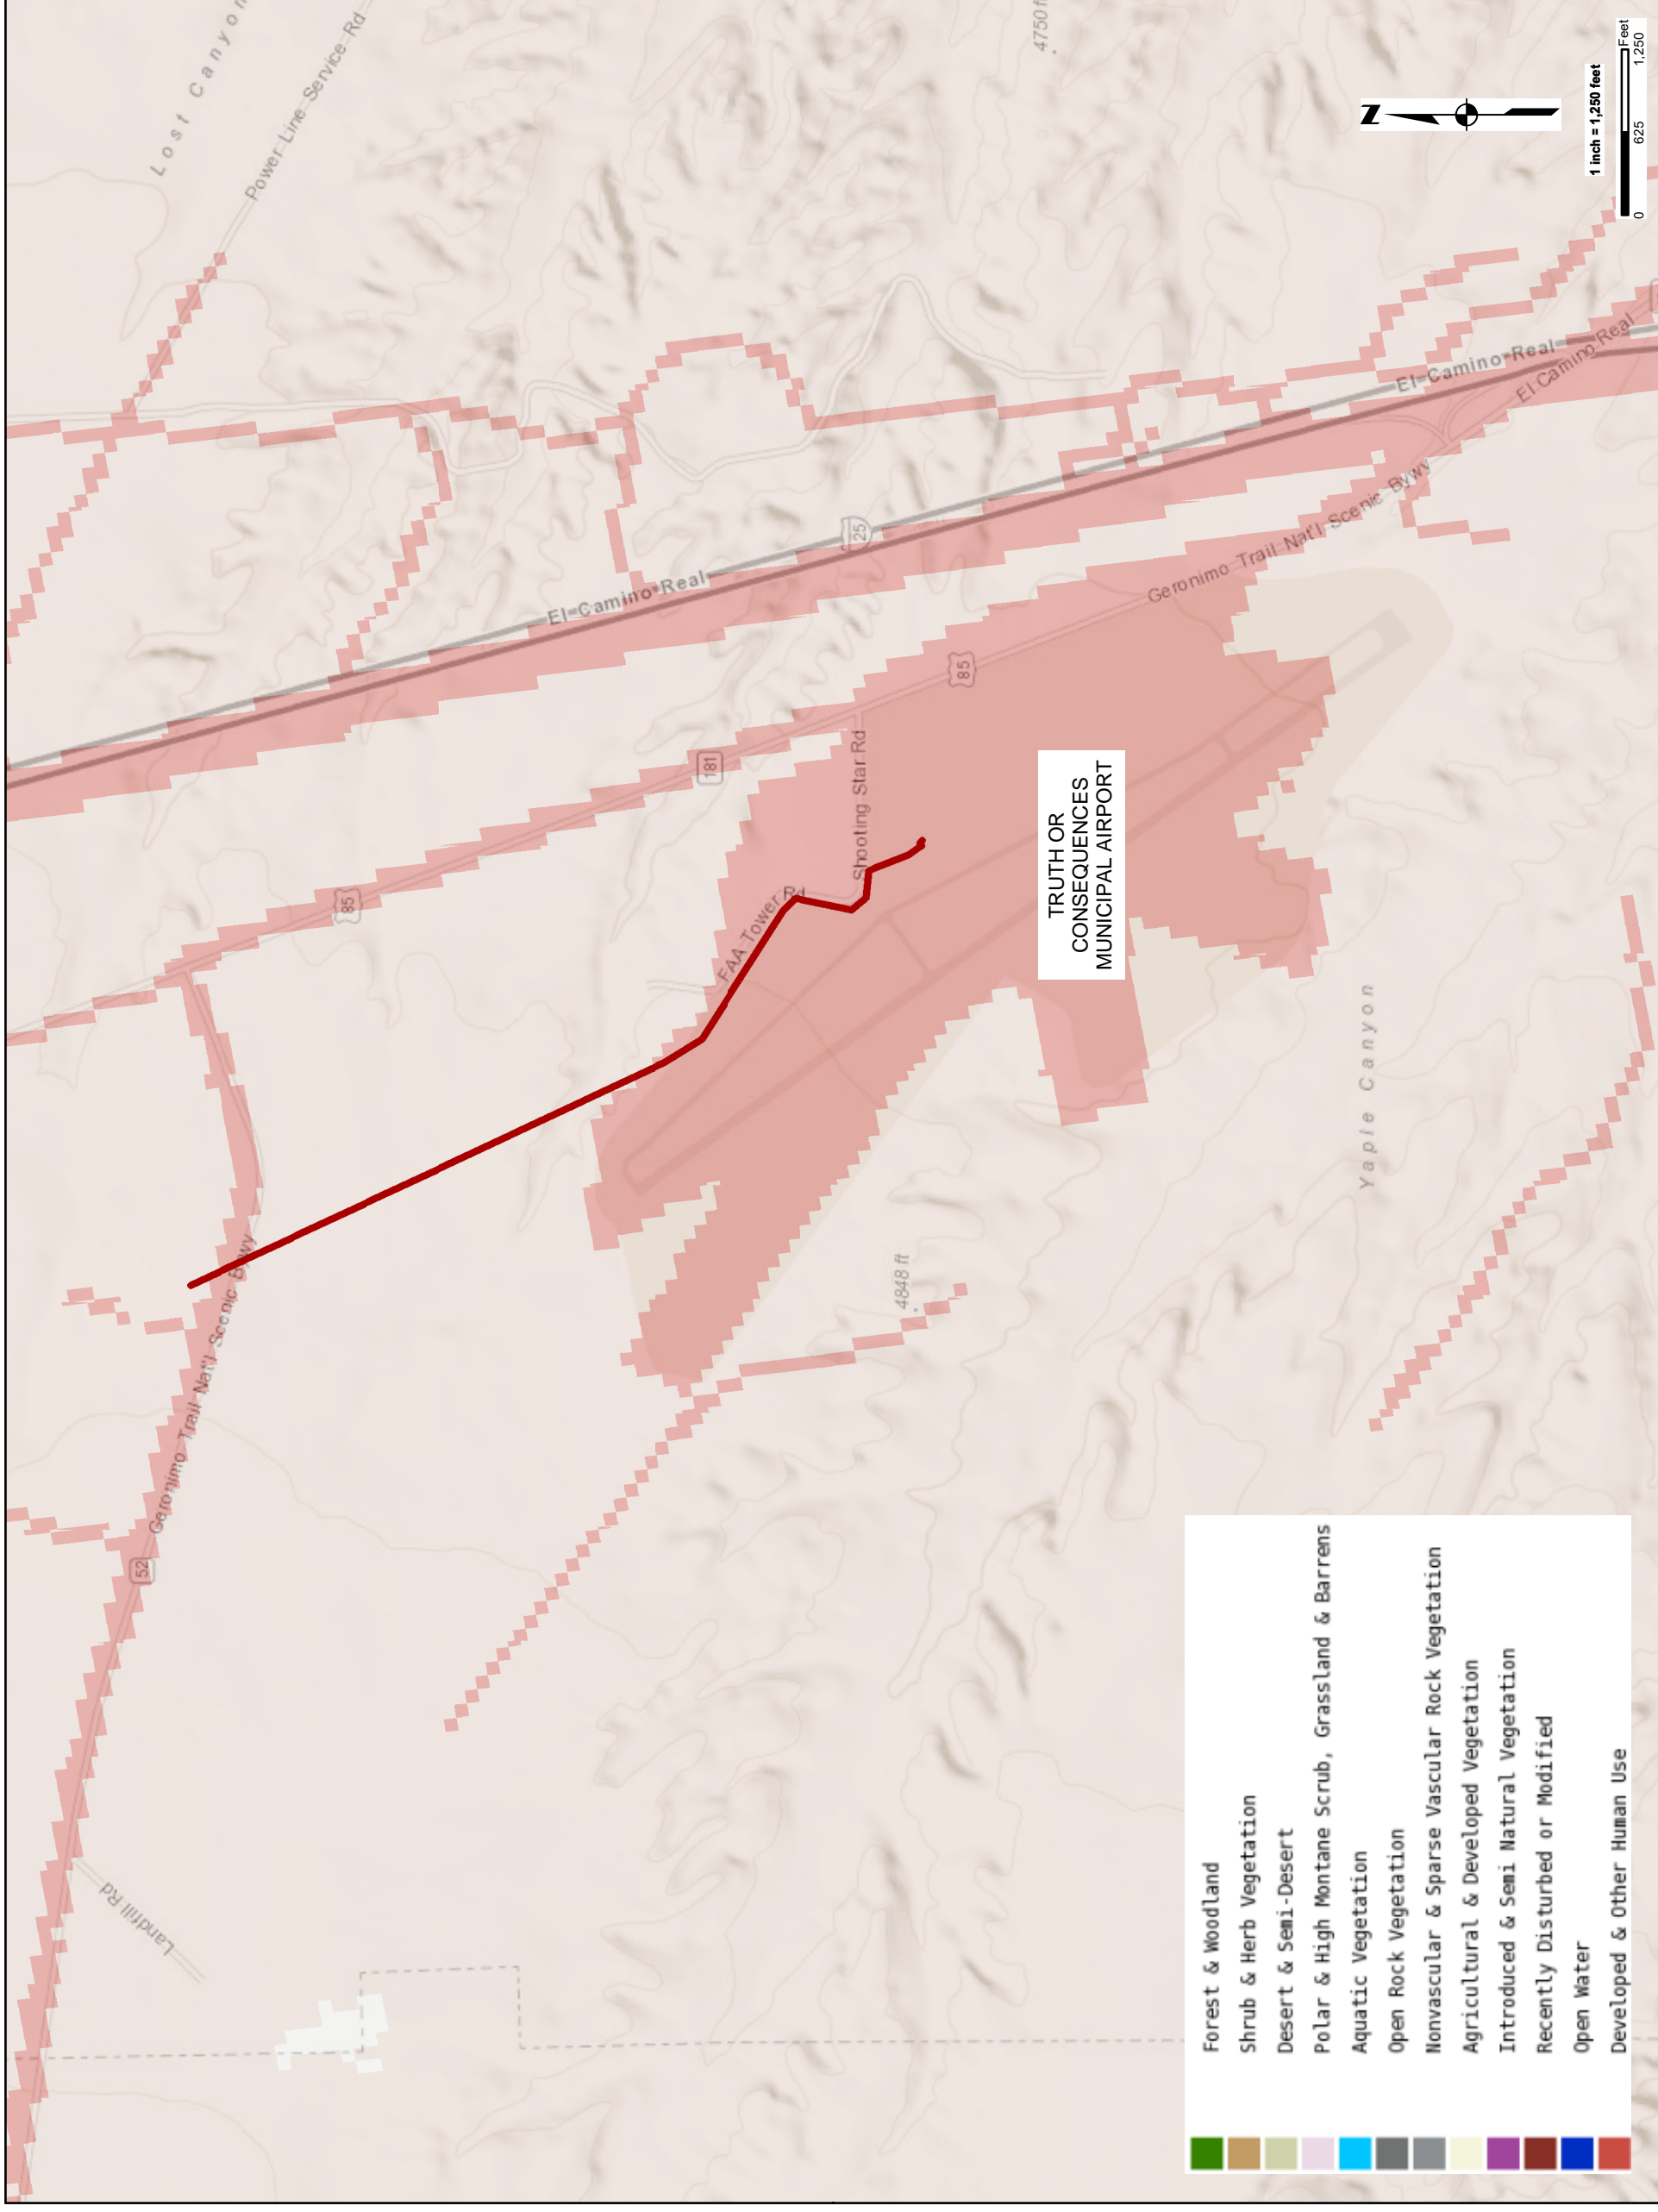 Lost Canyon
Power Line Service Rd
4750 f
El Camino Real
25
El Camino Real
El Camino Real
Geronimo Trail Nat'l Scenic Bywy
85
181
85
Shooting Star Rd
FAA Tower Rd
TRUTH OR
CONSEQUENCES
MUNICIPAL AIRPORT
Geronimo Trail Nat'l Scenic Bywy
152
Landfill Rd
4848 ft
Yaple Canyon
N
1 inch = 1,250 feet
0 625 1,250
Feet
Forest & Woodland
Shrub & Herb Vegetation
Desert & Semi-Desert
Polar & High Montane Scrub, Grassland & Barrens
Aquatic Vegetation
Open Rock Vegetation
Nonvascular & Sparse Vascular Rock Vegetation
Agricultural & Developed Vegetation
Introduced & Semi Natural Vegetation
Recently Disturbed or Modified
Open Water
Developed & Other Human Use